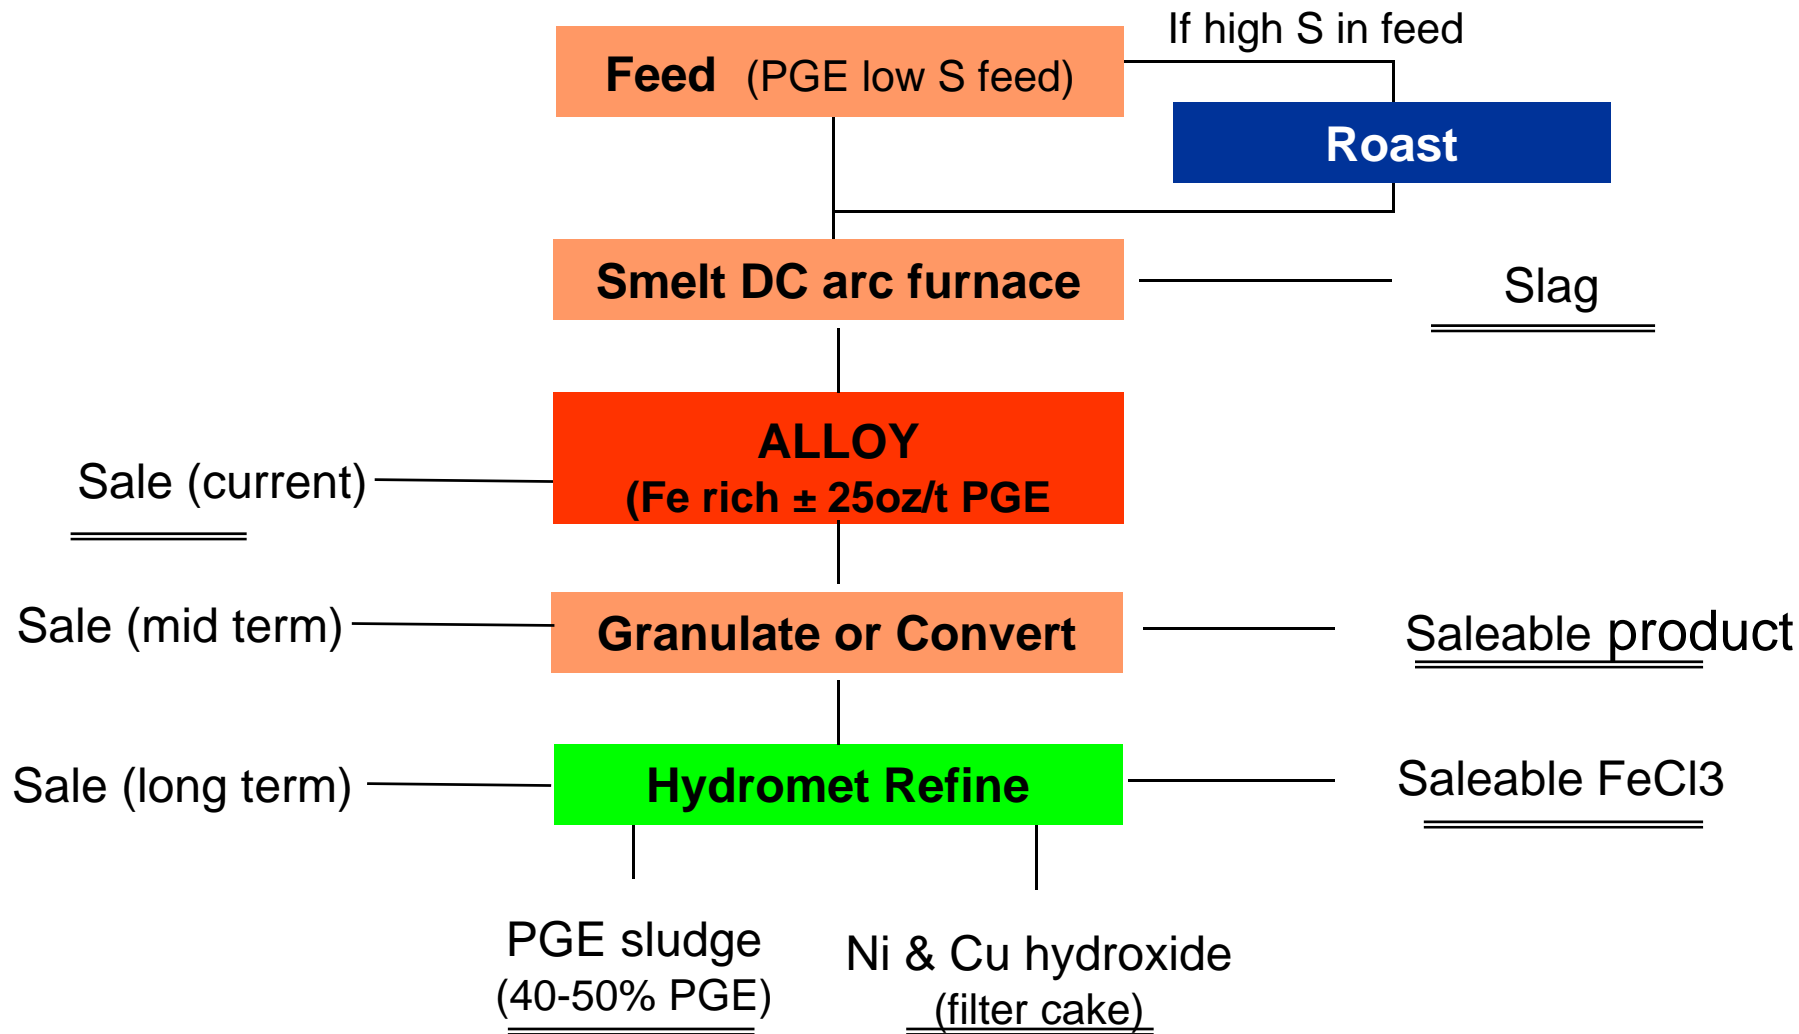 If high S in feed
Feed (PGE low S feed)
Roast
Smelt DC arc furnace
Slag
ALLOY
(Fe rich ± 25oz/t PGE
Sale (current)
Sale (mid term)
Granulate or Convert
Saleable product
Sale (long term)
Hydromet Refine
Saleable FeCl3
PGE sludge
(40-50% PGE)
Ni & Cu hydroxide
(filter cake)